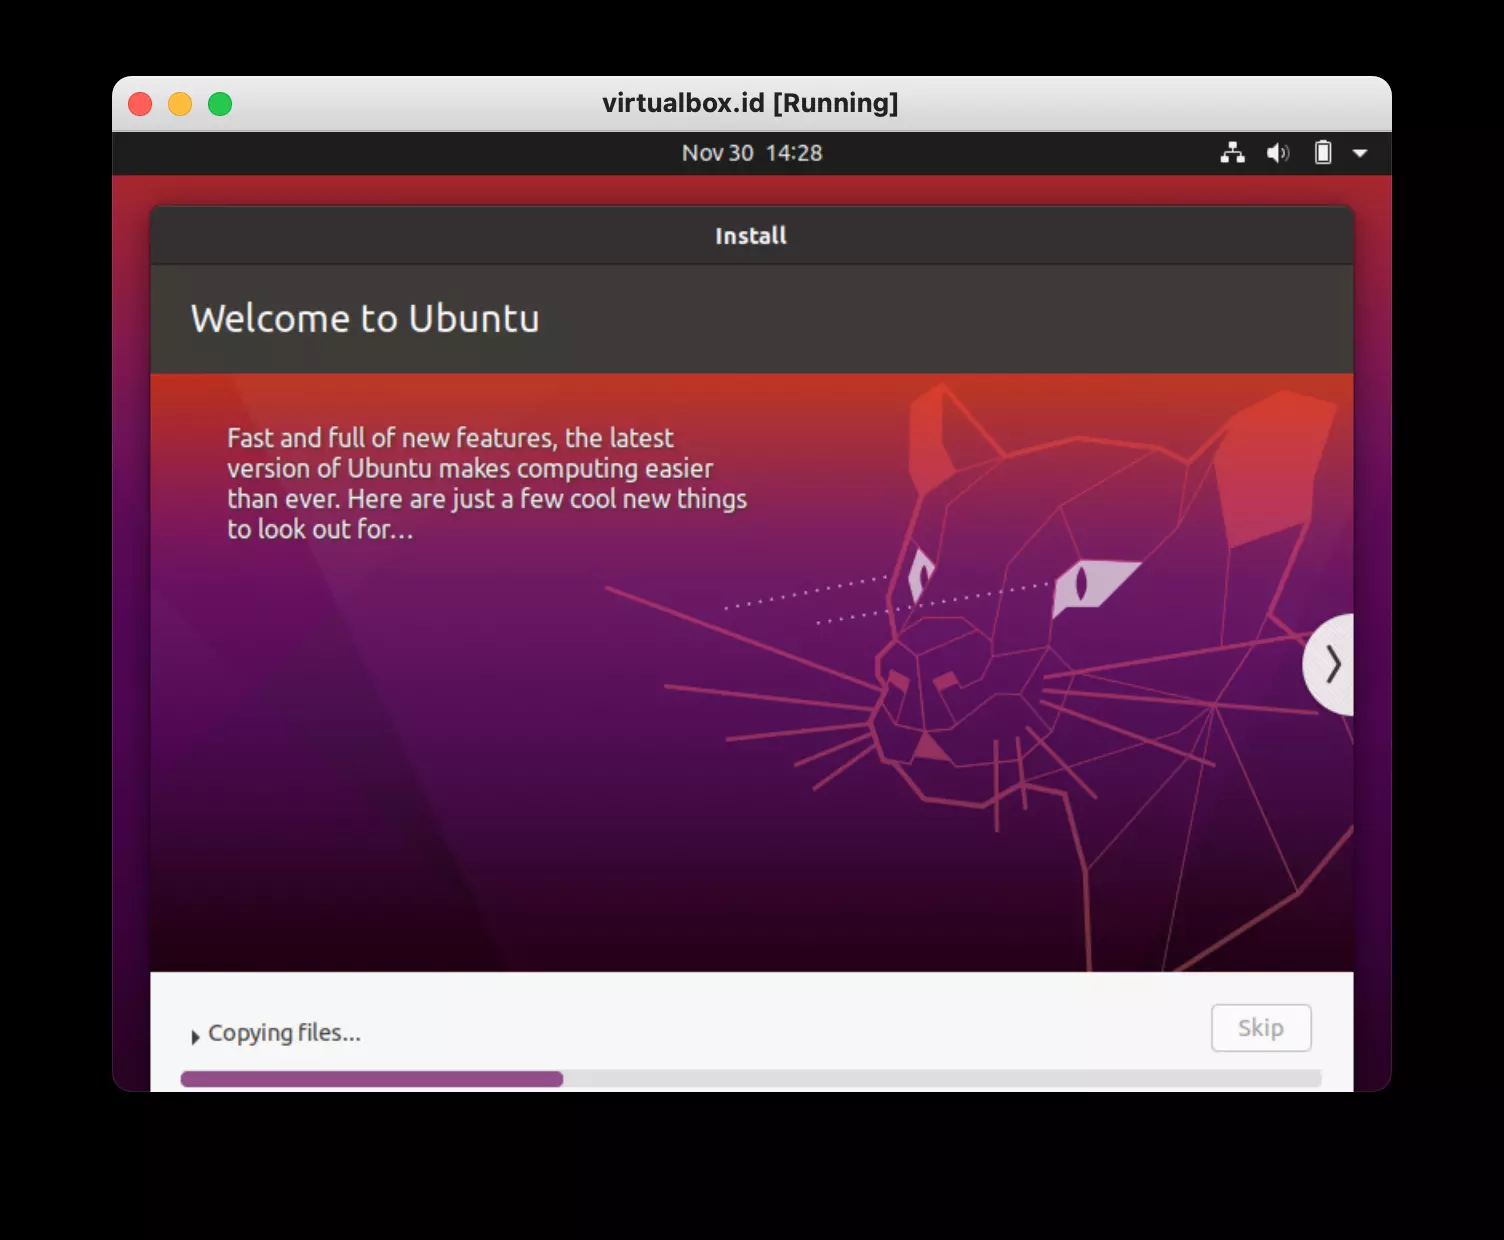 virtualbox.id [Running]
Nov 30 14:28
Install
Welcome to Ubuntu
Fast and full of new features, the latest
version of Ubuntu makes computing easier
than ever. Here are just a few cool new things
to look out for…
Copying files…
Skip